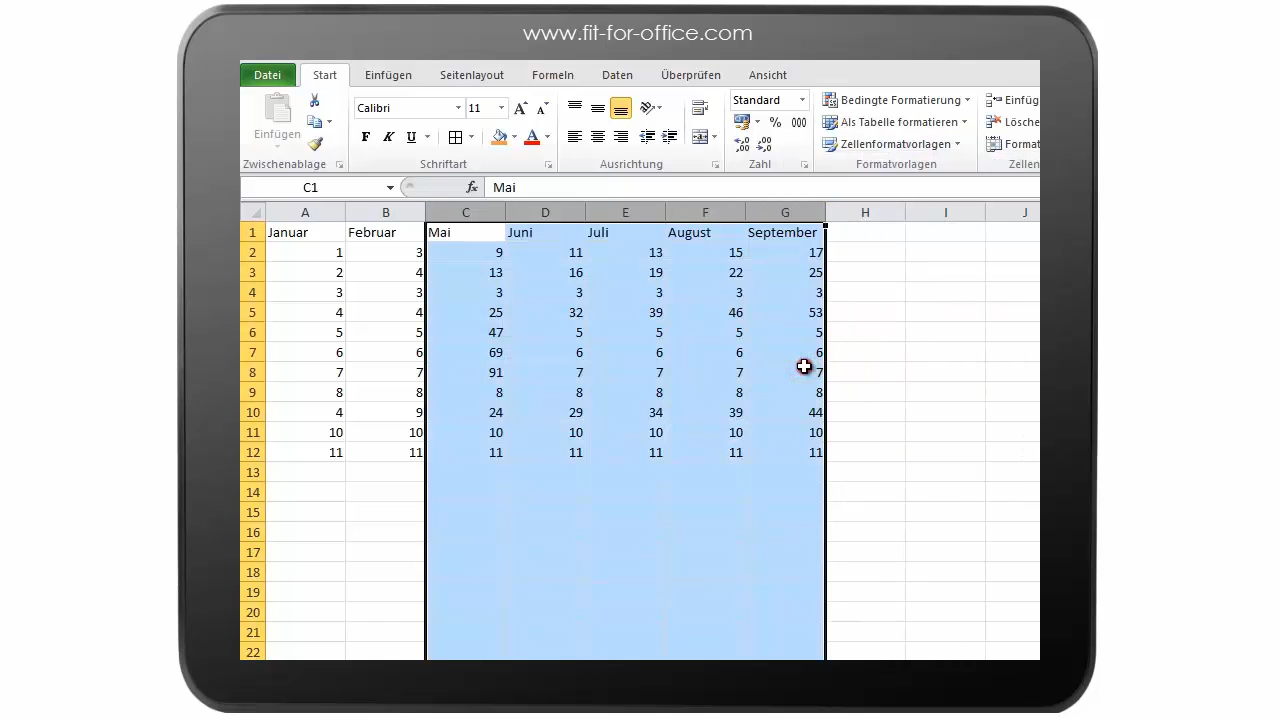 www.fit-for-office.com
Datei Start Einfügen Seitenlayout Formeln Daten Überprüfen Ansicht
Calibri 11 A A Standard Bedingte Formatierung Einfüg
Einfügen F K U A % 000 Als Tabelle formatieren Lösche
,00 ,00 Zellenformatvorlagen Format
Zwischenablage Schriftart Ausrichtung Zahl Formatvorlagen Zellen
C1 fx Mai
A B C D E F G H I J
1 Januar Februar Mai Juni Juli August September
2 1 3 9 11 13 15 17
3 2 4 13 16 19 22 25
4 3 3 3 3 3 3 3
5 4 4 25 32 39 46 53
6 5 5 47 5 5 5 5
7 6 6 69 6 6 6 6
8 7 7 91 7 7 7 7
9 8 8 8 8 8 8 8
10 4 9 24 29 34 39 44
11 10 10 10 10 10 10 10
12 11 11 11 11 11 11 11
13
14
15
16
17
18
19
20
21
22